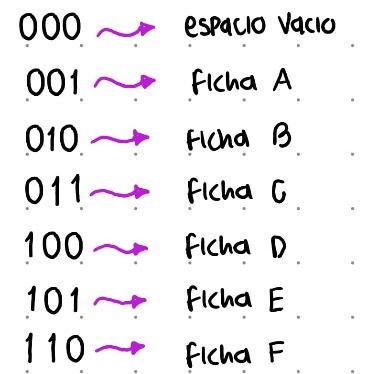 000 → espacio vacio
001 → ficha A
010 → ficha B
011 → ficha C
100 → ficha D
101 → ficha E
110 → ficha F